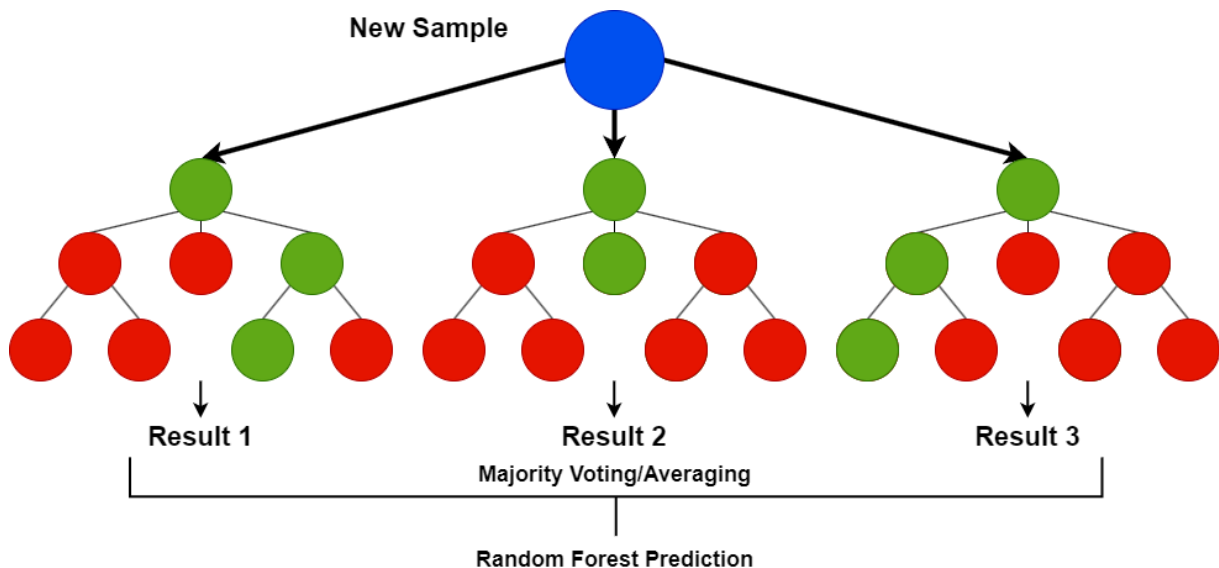 New Sample
Result 1
Result 2
Result 3
Majority Voting/Averaging
Random Forest Prediction